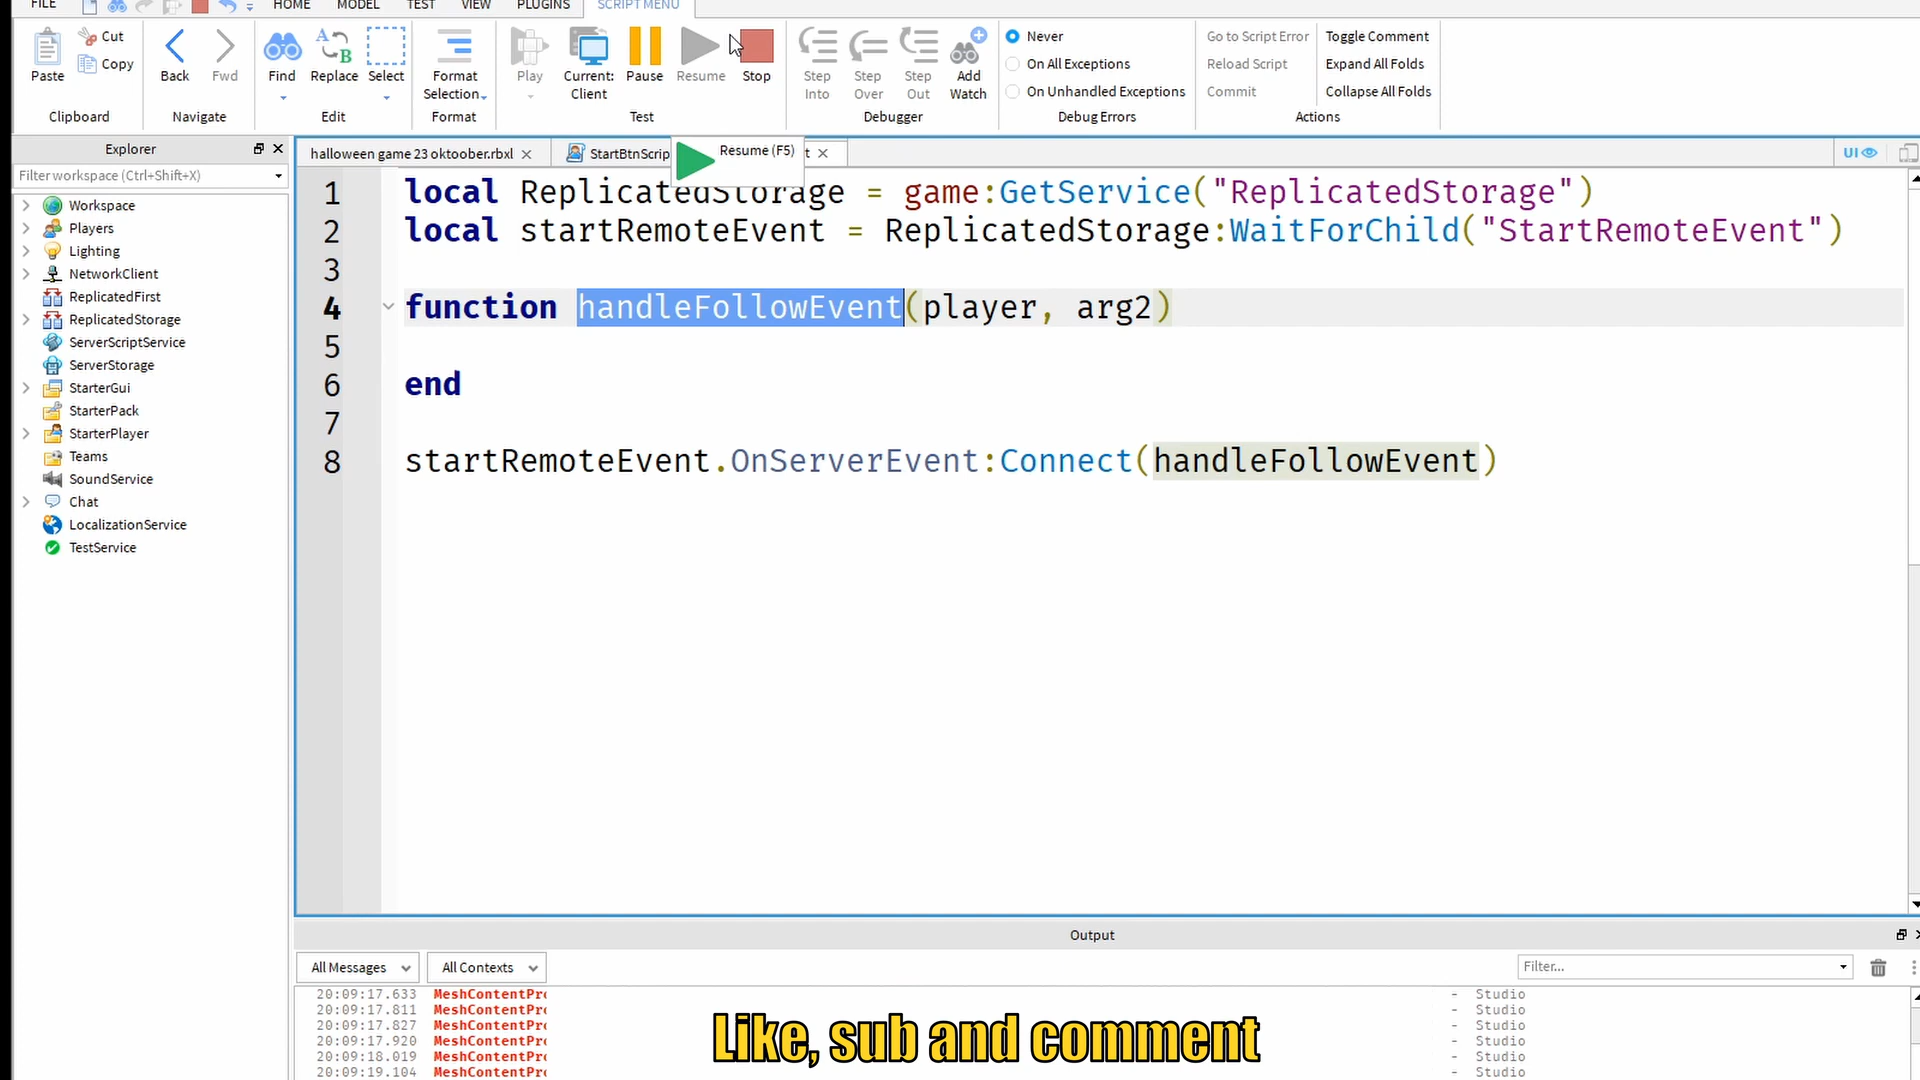 FILE HOME MODEL TEST VIEW PLUGINS SCRIPT MENU
Paste
Cut
Copy
Clipboard
Back
Fwd
Navigate
Find
Replace
Select
Edit
Format
Selection
Format
Play
Current:
Client
Pause
Resume
Stop
Test
Step
Into
Step
Over
Step
Out
Add
Watch
Debugger
Never
On All Exceptions
On Unhandled Exceptions
Debug Errors
Go to Script Error
Reload Script
Commit
Toggle Comment
Expand All Folds
Collapse All Folds
Actions
Explorer
Filter workspace (Ctrl+Shift+X)
Workspace
Players
Lighting
NetworkClient
ReplicatedFirst
ReplicatedStorage
ServerScriptService
ServerStorage
StarterGui
StarterPack
StarterPlayer
Teams
SoundService
Chat
LocalizationService
TestService
halloween game 23 oktoober.rbxl
StartBtnScrip
Resume (F5)
t
UI
1 local ReplicatedStorage = game:GetService("ReplicatedStorage")
2 local startRemoteEvent = ReplicatedStorage:WaitForChild("StartRemoteEvent")
3
4 function handleFollowEvent(player, arg2)
5
6 end
7
8 startRemoteEvent.OnServerEvent:Connect(handleFollowEvent)
Output
All Messages
All Contexts
Filter...
20:09:17.633 MeshContentPro - Studio
20:09:17.811 MeshContentPro - Studio
20:09:17.827 MeshContentPro - Studio
20:09:17.920 MeshContentPro - Studio
20:09:18.019 MeshContentPro - Studio
20:09:19.104 MeshContentPro - Studio
Like, sub and comment